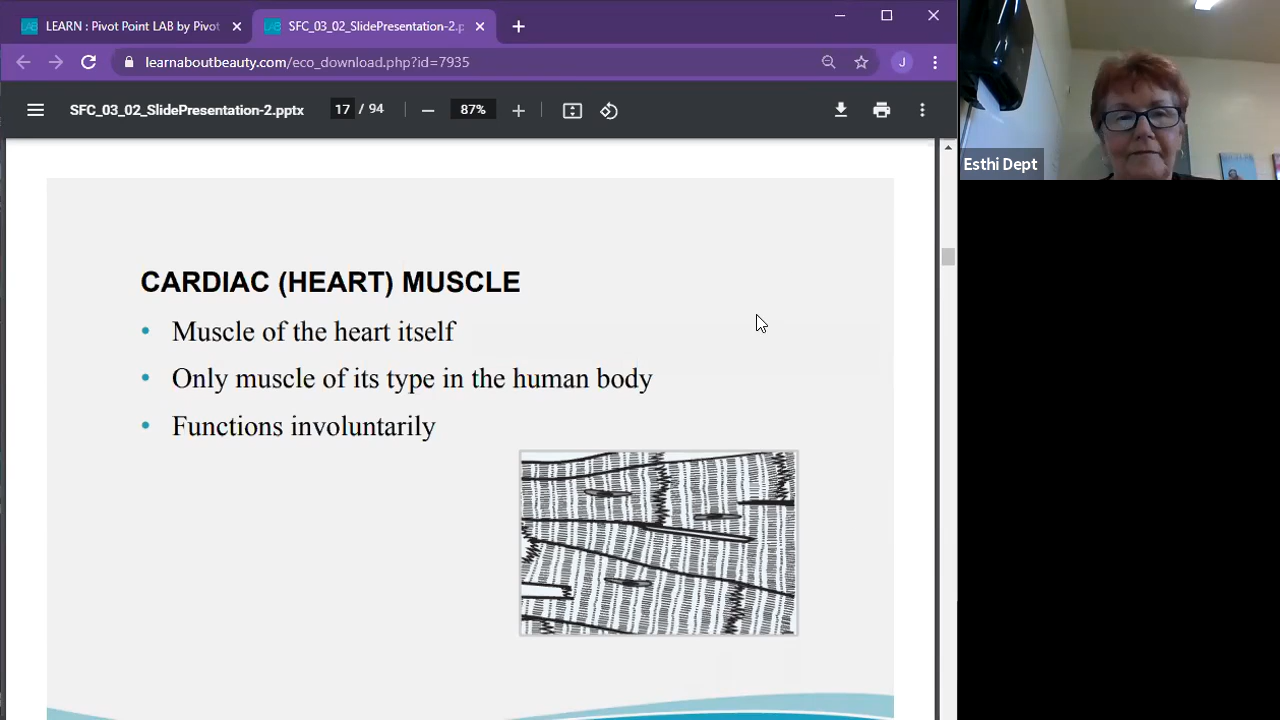 LEARN : Pivot Point LAB by Pivot
SFC_03_02_SlidePresentation-2.p
learnaboutbeauty.com/eco_download.php?id=7935
J
SFC_03_02_SlidePresentation-2.pptx
17 / 94
87%
Esthi Dept
CARDIAC (HEART) MUSCLE
• Muscle of the heart itself
• Only muscle of its type in the human body
• Functions involuntarily